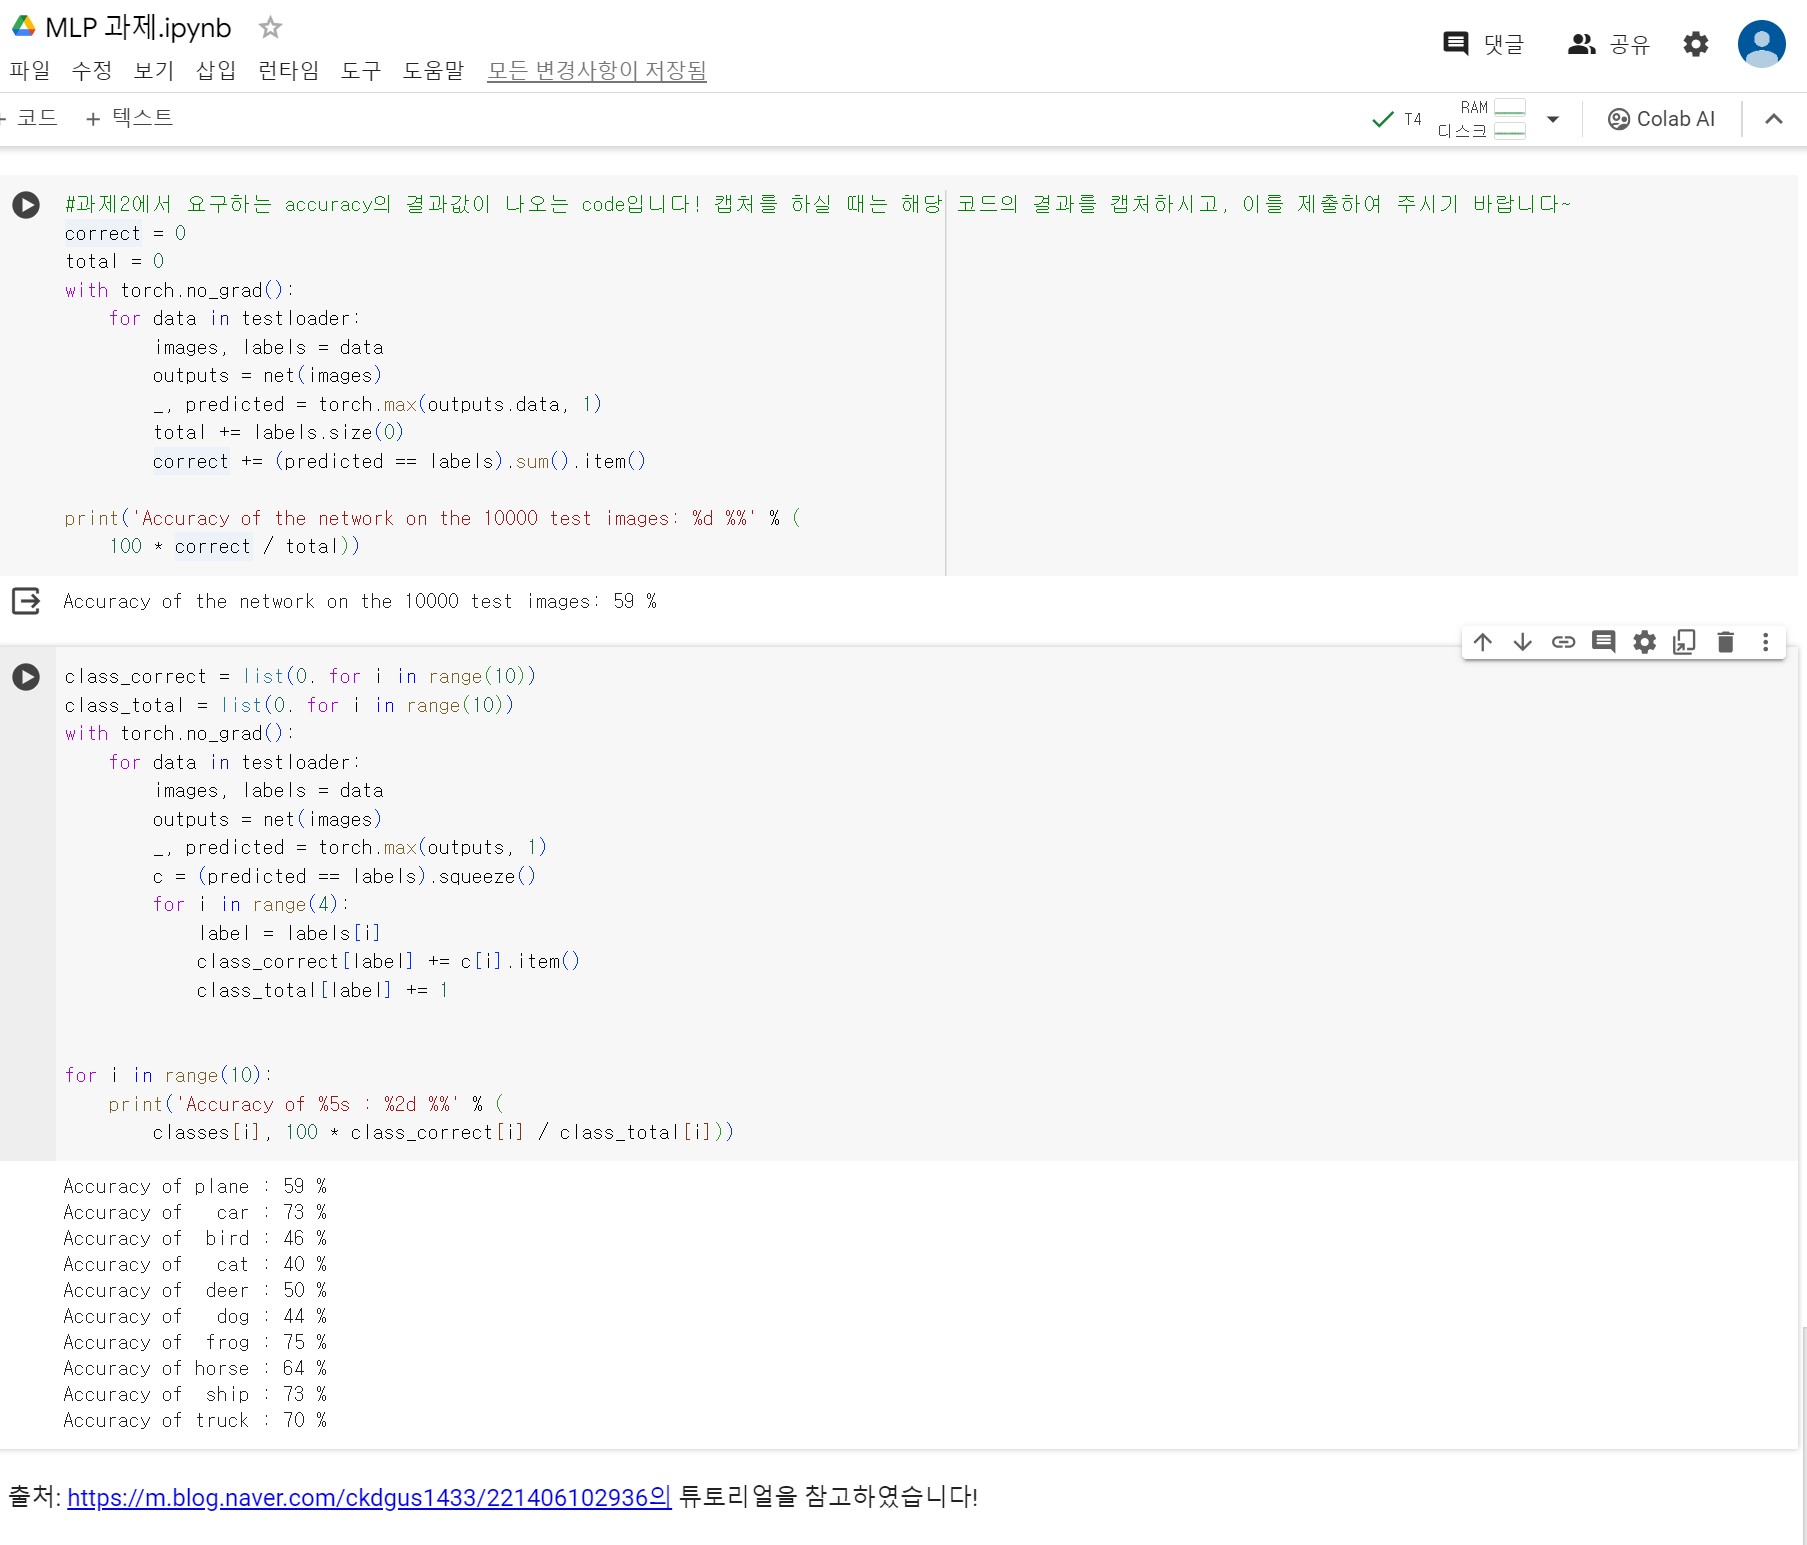 MLP 과제.ipynb
댓글 공유
파일 수정 보기 삽입 런타임 도구 도움말 모든 변경사항이 저장됨
+ 코드 + 텍스트
T4 RAM 디스크 Colab AI
#과제2에서 요구하는 accuracy의 결과값이 나오는 code입니다! 캡처를 하실 때는 해당 코드의 결과를 캡처하시고, 이를 제출하여 주시기 바랍니다~
correct = 0
total = 0
with torch.no_grad():
    for data in testloader:
        images, labels = data
        outputs = net(images)
        _, predicted = torch.max(outputs.data, 1)
        total += labels.size(0)
        correct += (predicted == labels).sum().item()
print('Accuracy of the network on the 10000 test images: %d %%' % (
    100 * correct / total))
Accuracy of the network on the 10000 test images: 59 %
class_correct = list(0. for i in range(10))
class_total = list(0. for i in range(10))
with torch.no_grad():
    for data in testloader:
        images, labels = data
        outputs = net(images)
        _, predicted = torch.max(outputs, 1)
        c = (predicted == labels).squeeze()
        for i in range(4):
            label = labels[i]
            class_correct[label] += c[i].item()
            class_total[label] += 1
for i in range(10):
    print('Accuracy of %5s : %2d %%' % (
        classes[i], 100 * class_correct[i] / class_total[i]))
Accuracy of plane : 59 %
Accuracy of   car : 73 %
Accuracy of  bird : 46 %
Accuracy of   cat : 40 %
Accuracy of  deer : 50 %
Accuracy of   dog : 44 %
Accuracy of  frog : 75 %
Accuracy of horse : 64 %
Accuracy of  ship : 73 %
Accuracy of truck : 70 %
출처: https://m.blog.naver.com/ckdgus1433/221406102936의 튜토리얼을 참고하였습니다!